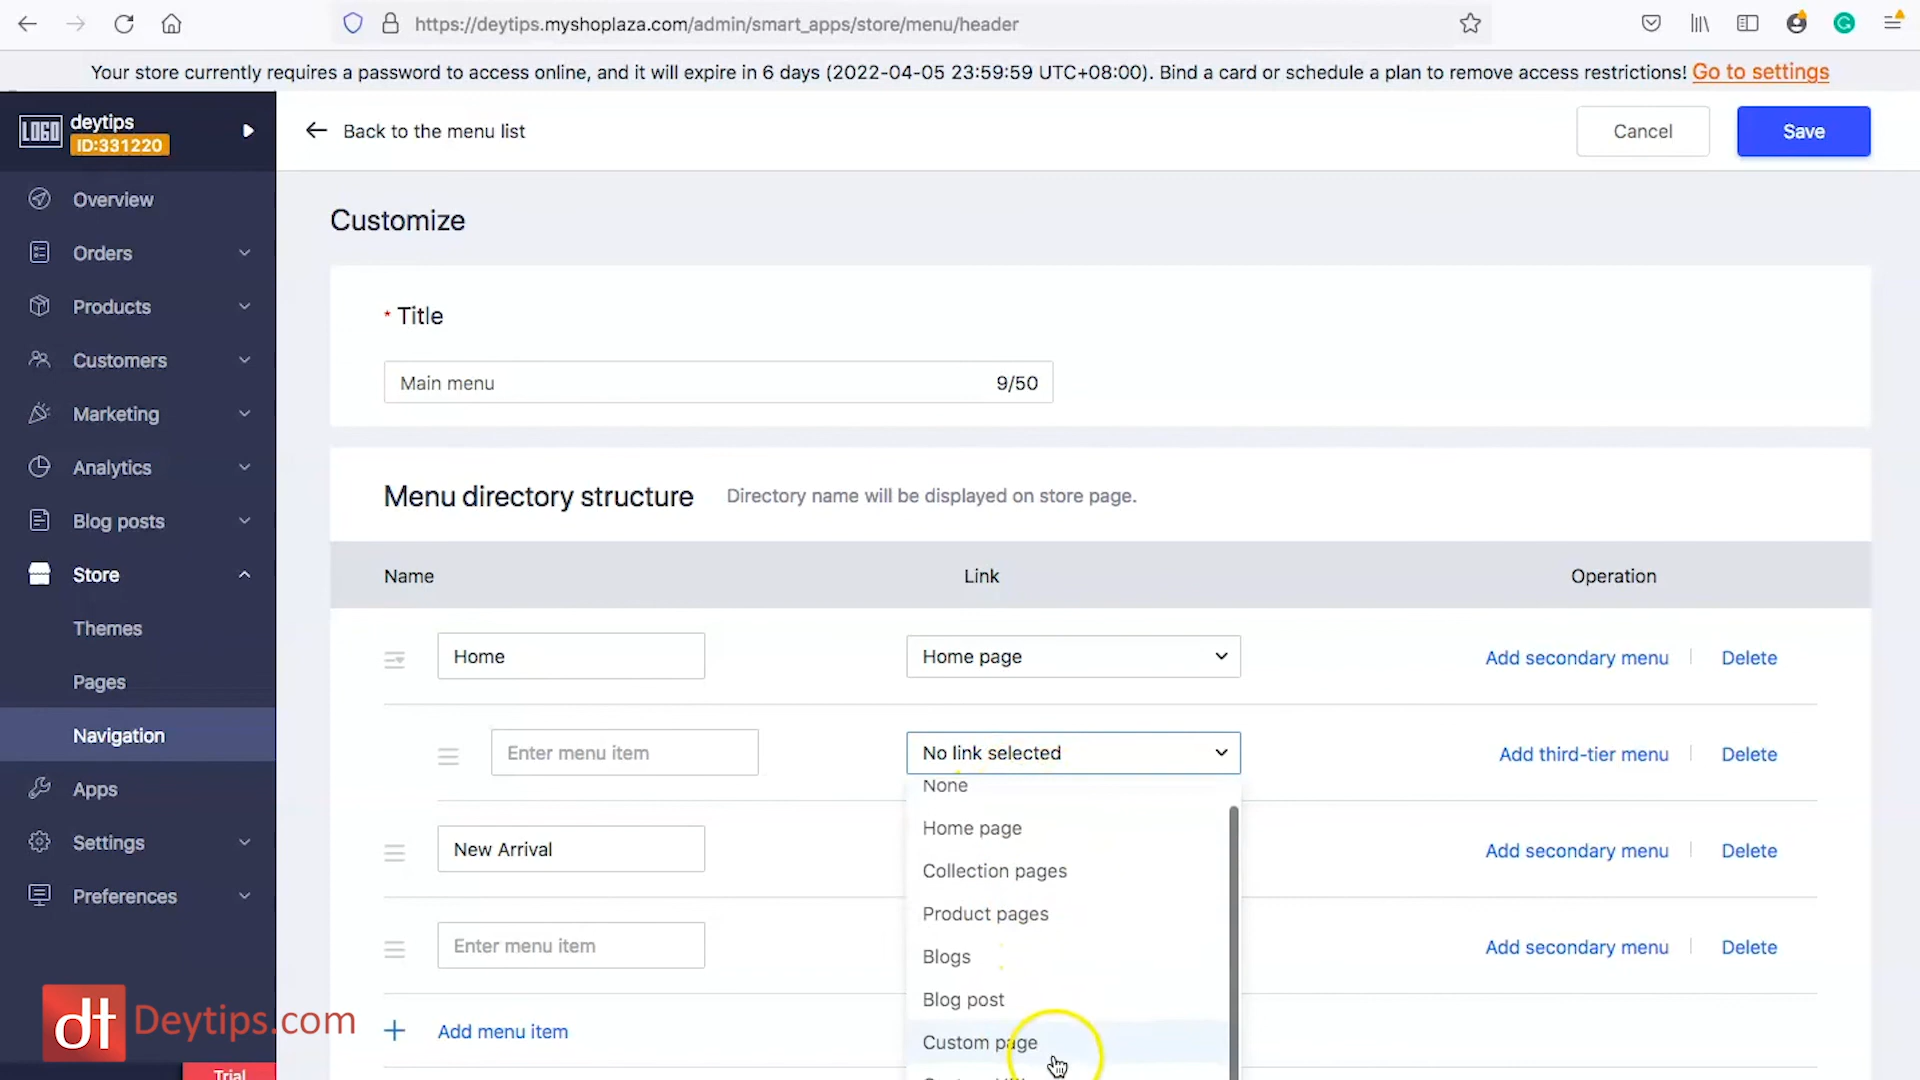 https://deytips.myshoplaza.com/admin/smart_apps/store/menu/header
Your store currently requires a password to access online, and it will expire in 6 days (2022-04-05 23:59:59 UTC+08:00). Bind a card or schedule a plan to remove access restrictions! Go to settings
LOGO
deytips
ID:331220
Back to the menu list
Cancel
Save
Overview
Orders
Products
Customers
Marketing
Analytics
Blog posts
Store
Themes
Pages
Navigation
Apps
Settings
Preferences
dt Deytips.com
Trial
Customize
* Title
Main menu 9/50
Menu directory structure Directory name will be displayed on store page.
Name Link Operation
Home Home page Add secondary menu Delete
Enter menu item No link selected Add third-tier menu Delete
None
Home page
New Arrival Add secondary menu Delete
Collection pages
Product pages
Enter menu item Add secondary menu Delete
Blogs
Blog post
+ Add menu item
Custom page